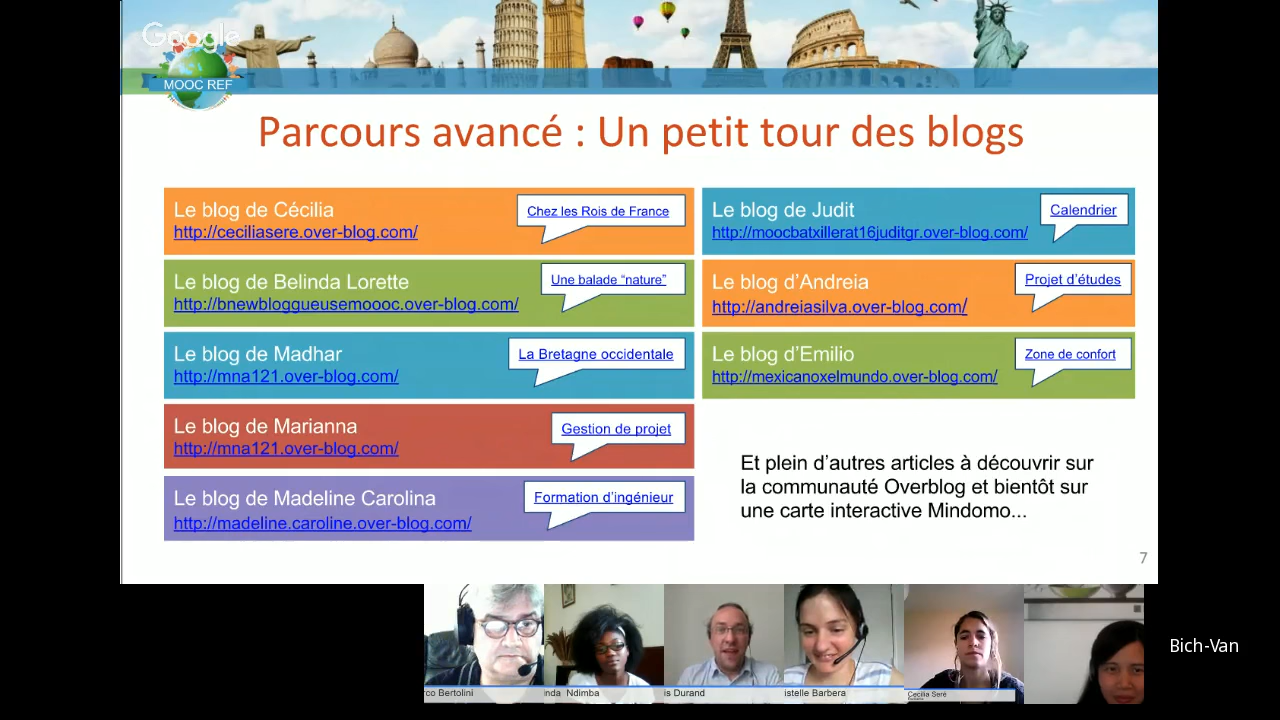 Google
MOOC REF
Parcours avancé : Un petit tour des blogs
Le blog de Cécilia
http://ceciliasere.over-blog.com/
Chez les Rois de France
Le blog de Belinda Lorette
http://bnewbloggueusemoooc.over-blog.com/
Une balade “nature”
Le blog de Madhar
http://mna121.over-blog.com/
La Bretagne occidentale
Le blog de Marianna
http://mna121.over-blog.com/
Gestion de projet
Le blog de Madeline Carolina
http://madeline.caroline.over-blog.com/
Formation d’ingénieur
Le blog de Judit
http://moocbatxillerat16juditgr.over-blog.com/
Calendrier
Le blog d’Andreia
http://andreiasilva.over-blog.com/
Projet d’études
Le blog d’Emilio
http://mexicanoxelmundo.over-blog.com/
Zone de confort
Et plein d’autres articles à découvrir sur
la communauté Overblog et bientôt sur
une carte interactive Mindomo...
7
rco Bertolini
nda Ndimba
is Durand
istelle Barbera
Cecilia Seré
Bich-Van